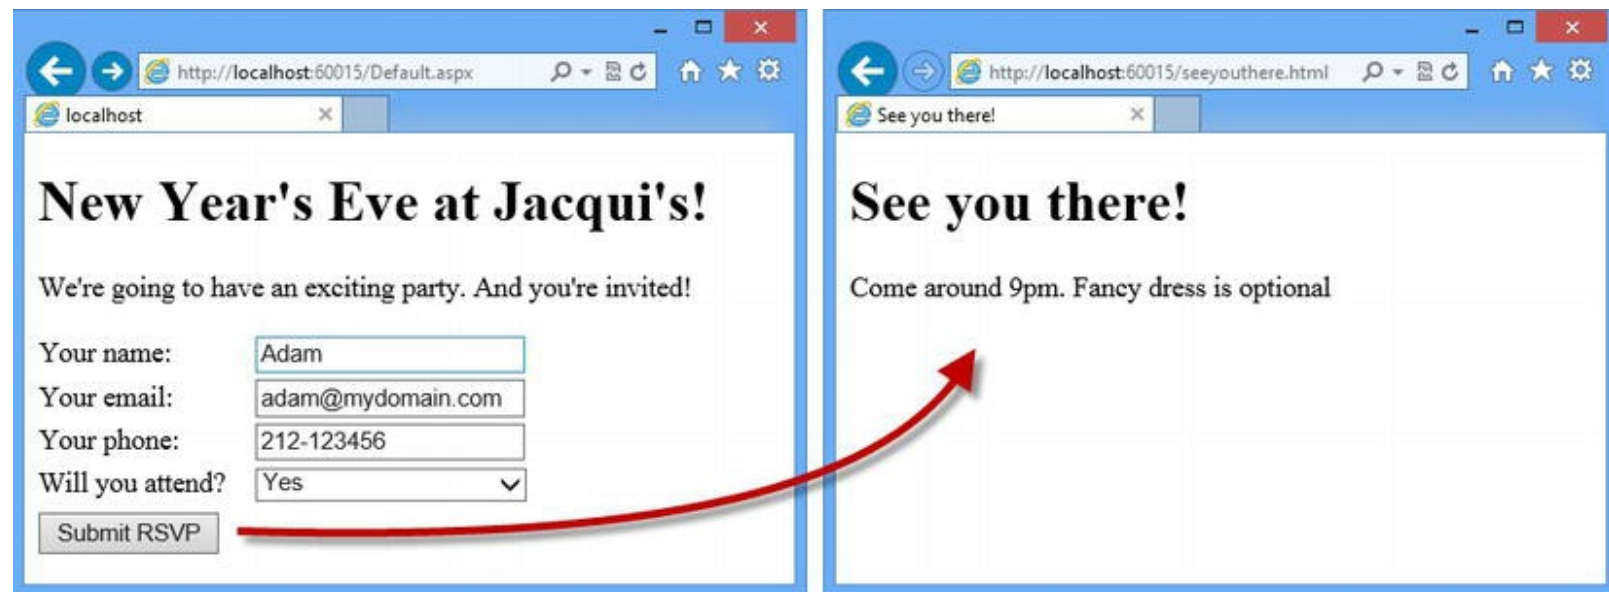 http://localhost:60015/Default.aspx
localhost
New Year's Eve at Jacqui's!
We're going to have an exciting party. And you're invited!
Your name: Adam
Your email: adam@mydomain.com
Your phone: 212-123456
Will you attend? Yes
Submit RSVP
http://localhost:60015/seeyouthere.html
See you there!
See you there!
Come around 9pm. Fancy dress is optional